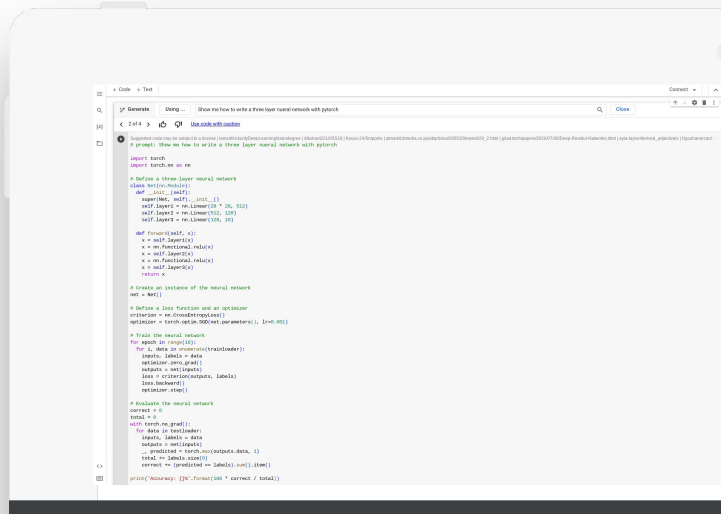 + Code + Text
Connect
Generate Using ... Show me how to write a three layer nueral network with pytorch Close
2 of 4 Use code with caution
Suggested code may be subject to a license |
# prompt: Show me how to write a three layer nueral network with pytorch
import torch
import torch.nn as nn
# Define a three-layer neural network
class Net(nn.Module):
def __init__(self):
super(Net, self).__init__()
self.layer1 = nn.Linear(28 * 28, 512)
self.layer2 = nn.Linear(512, 128)
self.layer3 = nn.Linear(128, 10)
def forward(self, x):
x = self.layer1(x)
x = nn.functional.relu(x)
x = self.layer2(x)
x = nn.functional.relu(x)
x = self.layer3(x)
return x
# Create an instance of the neural network
net = Net()
# Define a loss function and an optimizer
criterion = nn.CrossEntropyLoss()
optimizer = torch.optim.SGD(net.parameters(), lr=0.001)
# Train the neural network
for epoch in range(10):
for i, data in enumerate(trainloader):
inputs, labels = data
optimizer.zero_grad()
outputs = net(inputs)
loss = criterion(outputs, labels)
loss.backward()
optimizer.step()
# Evaluate the neural network
correct = 0
total = 0
with torch.no_grad():
for data in testloader:
inputs, labels = data
outputs = net(inputs)
_, predicted = torch.max(outputs.data, 1)
total += labels.size(0)
correct += (predicted == labels).sum().item()
print('Accuracy: {}%'.format(100 * correct / total))